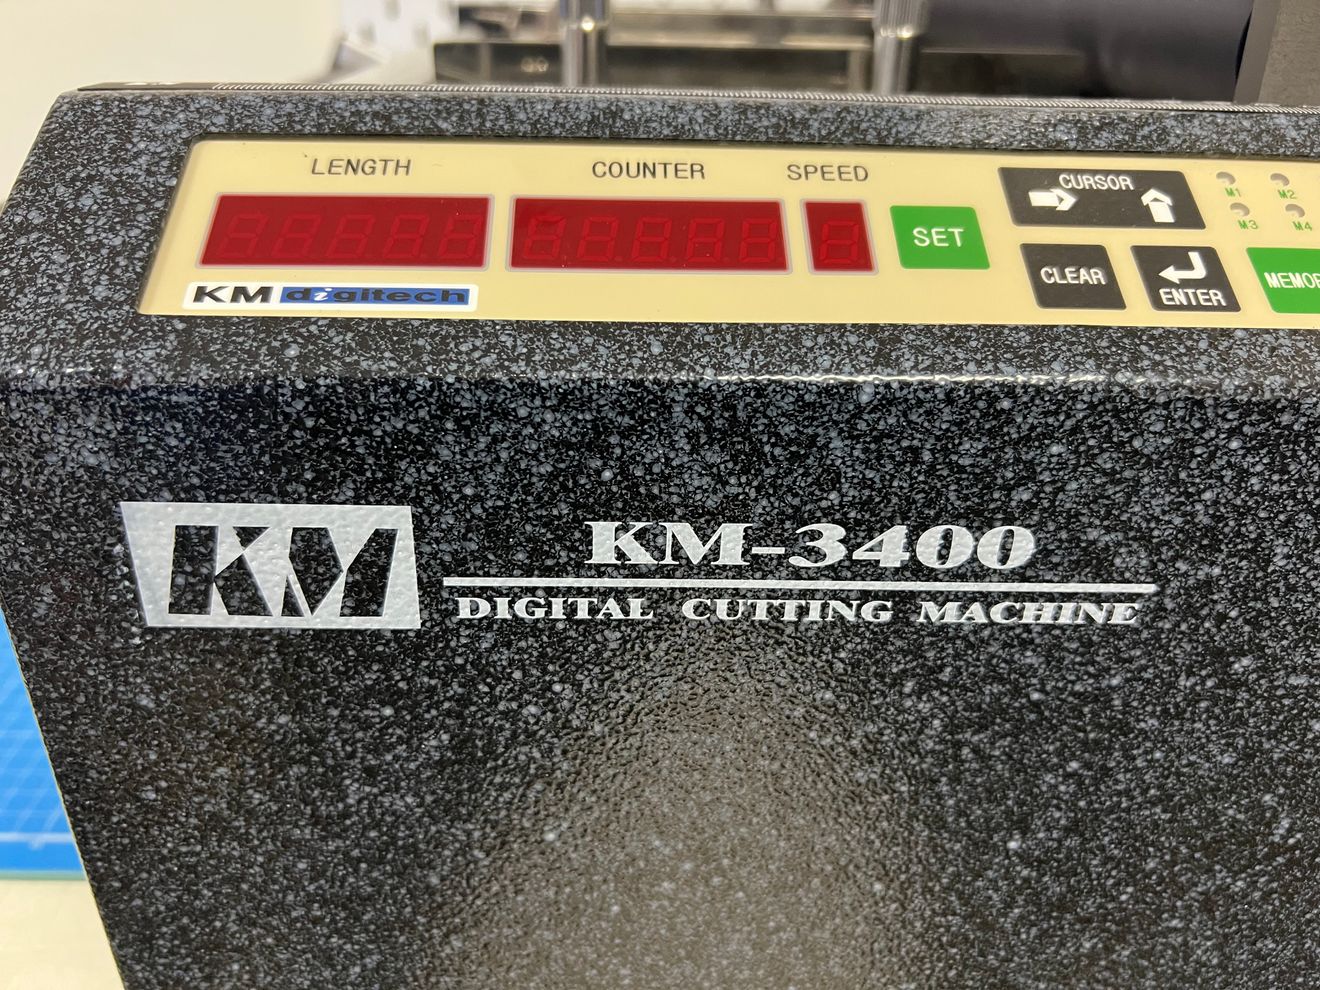 LENGTH COUNTER SPEED
CURSOR
M1 M2
M3 M4
SET
CLEAR
ENTER
KM digitech
KM
KM-3400
DIGITAL CUTTING MACHINE